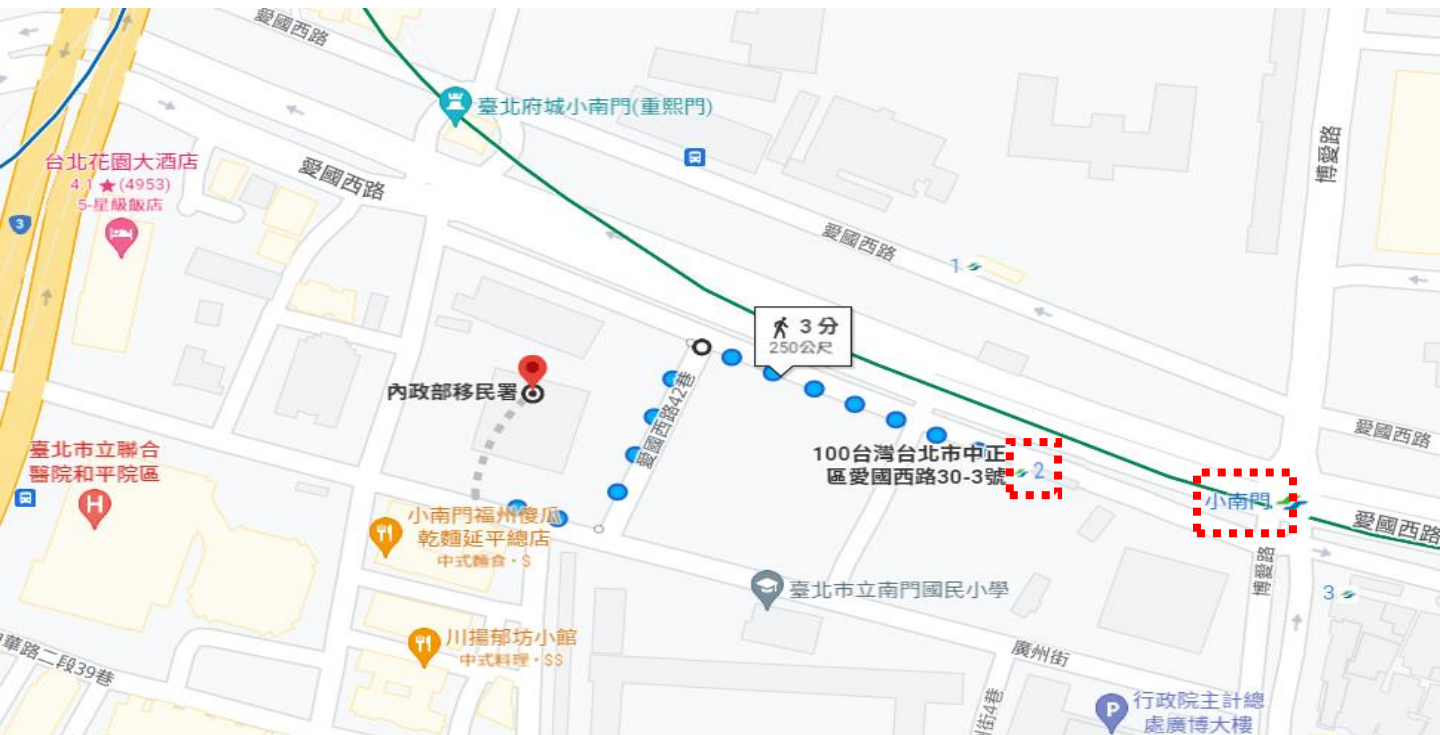 愛國西路
臺北府城小南門(重熙門)
博愛路
台北花園大酒店
4.1 ★ (4953)
5-星級飯店
愛國西路
3
愛國西路
1
3 分
250公尺
內政部移民署
愛國西路42巷
愛國西路
臺北市立聯合
醫院和平院區
H
100台灣台北市中正
區愛國西路30-3號
2
小南門
愛國西路
小南門福州傻瓜
乾麵延平總店
中式麵食・$
博愛路
臺北市立南門國民小學
3
川揚郁坊小館
中式料理・$$
廣州街
華路二段39巷
街4巷
P
行政院主計總
處廣博大樓